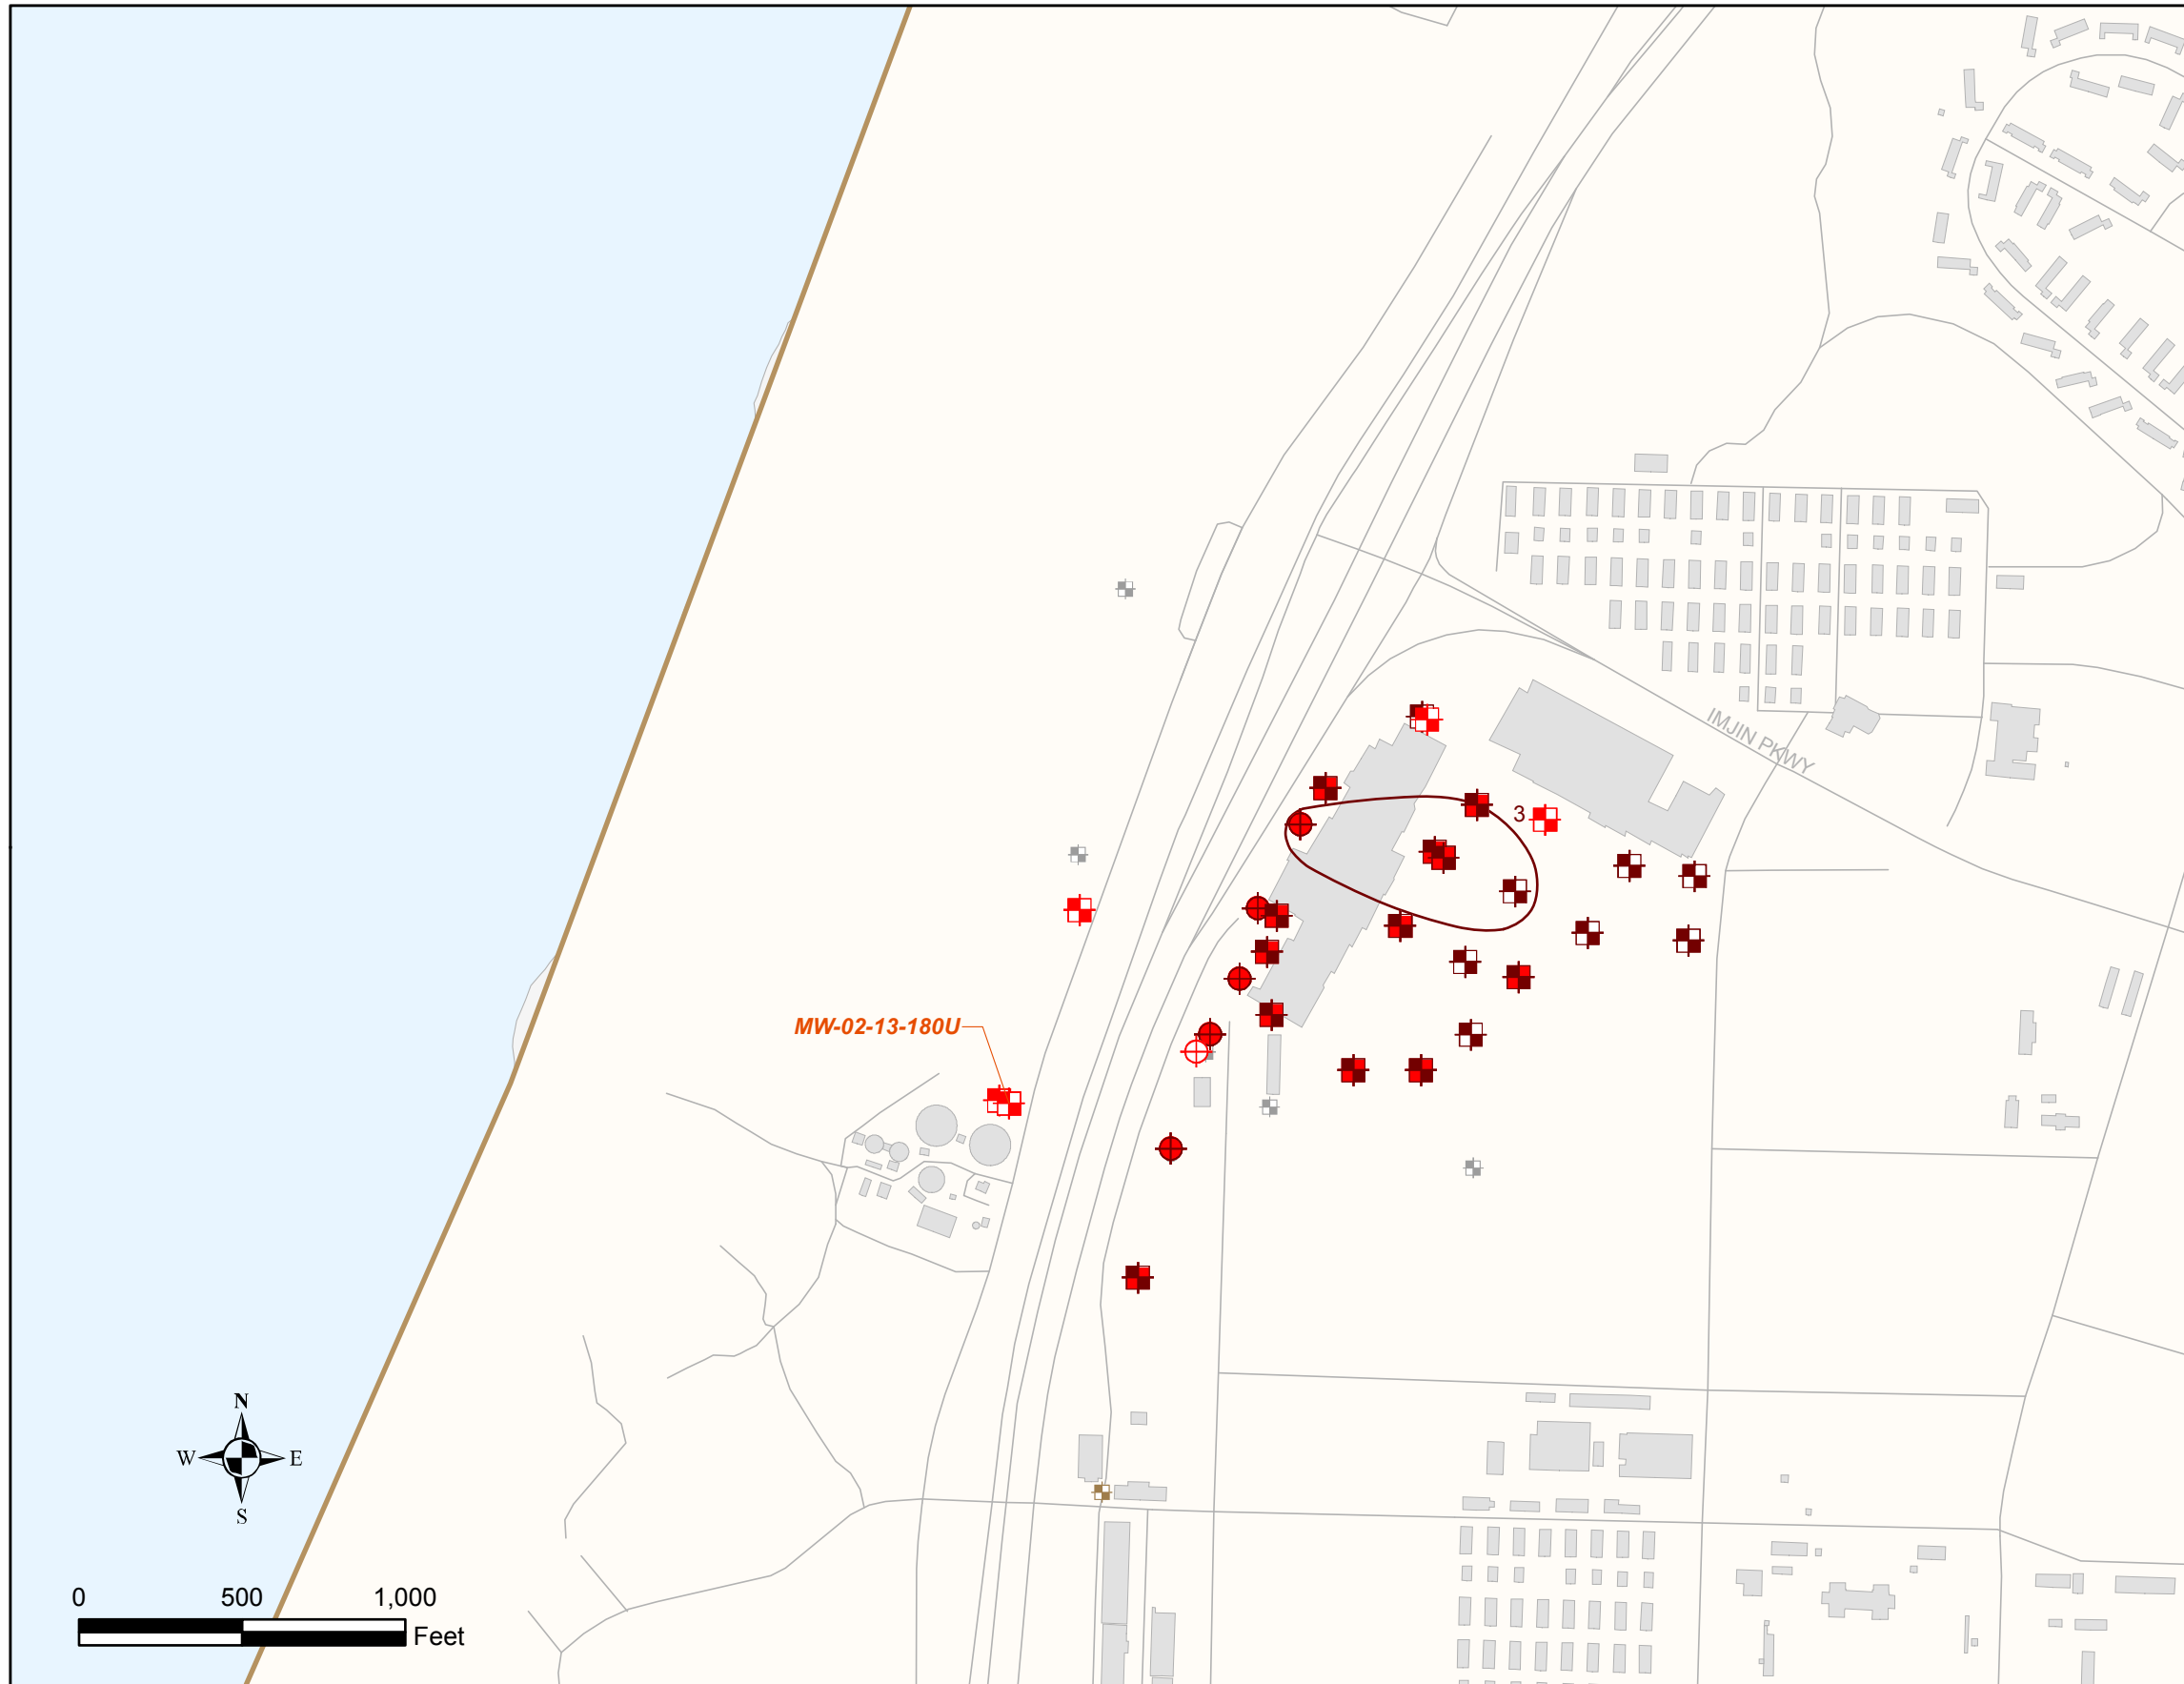 IMJIN PKWY
3
MW-02-13-180U
N
W E
S
0 500 1,000
Feet